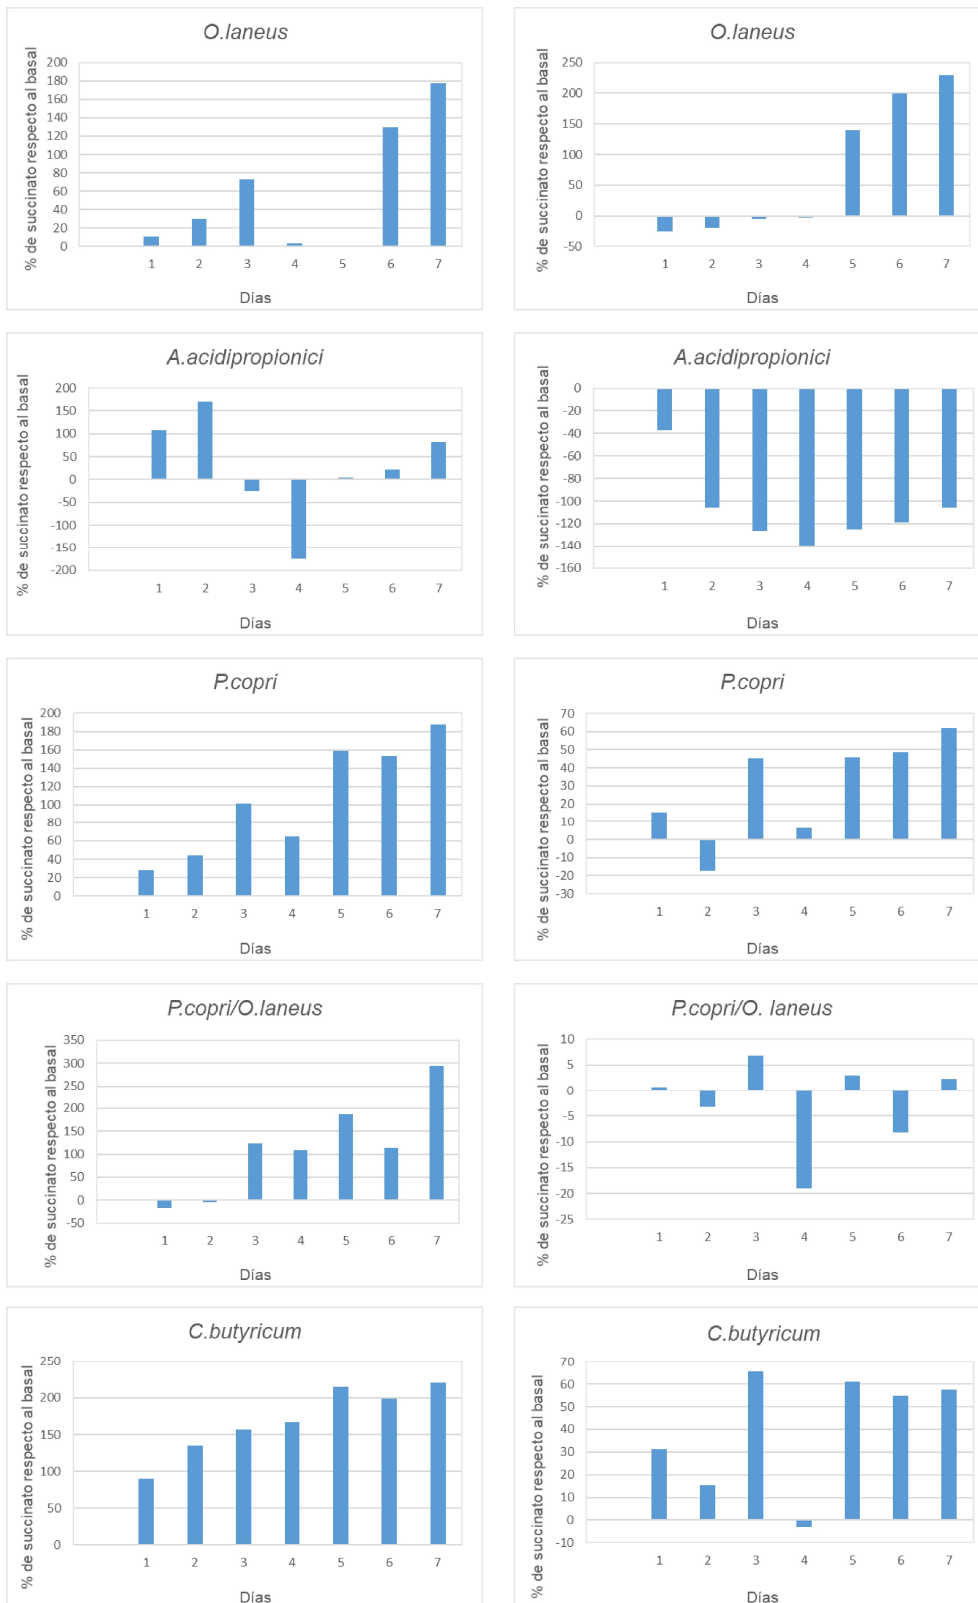 O.laneus
% de succinato respecto al basal
200
180
160
140
120
100
80
60
40
20
0
1 2 3 4 5 6 7
Días
O.laneus
% de succinato respecto al basal
250
200
150
100
50
0
-50
1 2 3 4 5 6 7
Días
A.acidipropionici
% de succinato respecto al basal
200
150
100
50
0
-50
-100
-150
-200
1 2 3 4 5 6 7
Días
A.acidipropionici
% de succinato respecto al basal
0
-20
-40
-60
-80
-100
-120
-140
-160
1 2 3 4 5 6 7
Días
P.copri
% de succinato respecto al basal
200
180
160
140
120
100
80
60
40
20
0
1 2 3 4 5 6 7
Días
P.copri
% de succinato respecto al basal
70
60
50
40
30
20
10
0
-10
-20
-30
1 2 3 4 5 6 7
Días
P.copri/O.laneus
% de succinato respecto al basal
350
300
250
200
150
100
50
0
-50
1 2 3 4 5 6 7
Días
P.copri/O. laneus
% de succinato respecto al basal
10
5
0
-5
-10
-15
-20
-25
1 2 3 4 5 6 7
Días
C.butyricum
% de succinato respecto al basal
250
200
150
100
50
0
1 2 3 4 5 6 7
Días
C.butyricum
% de succinato respecto al basal
70
60
50
40
30
20
10
0
-10
1 2 3 4 5 6 7
Días